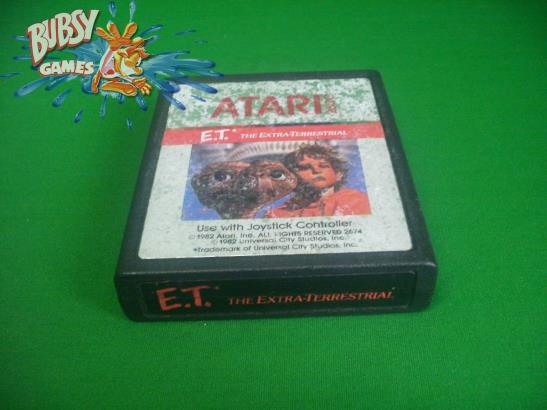 BUBSY
GAMES
ATARI
E.T.* THE EXTRA-TERRESTRIAL
Use with Joystick Controller
©1982 Atari, Inc. ALL RIGHTS RESERVED 2674
©1982 Universal City Studios, Inc.
*Trademark of Universal City Studios, Inc.
E.T. THE EXTRA-TERRESTRIAL